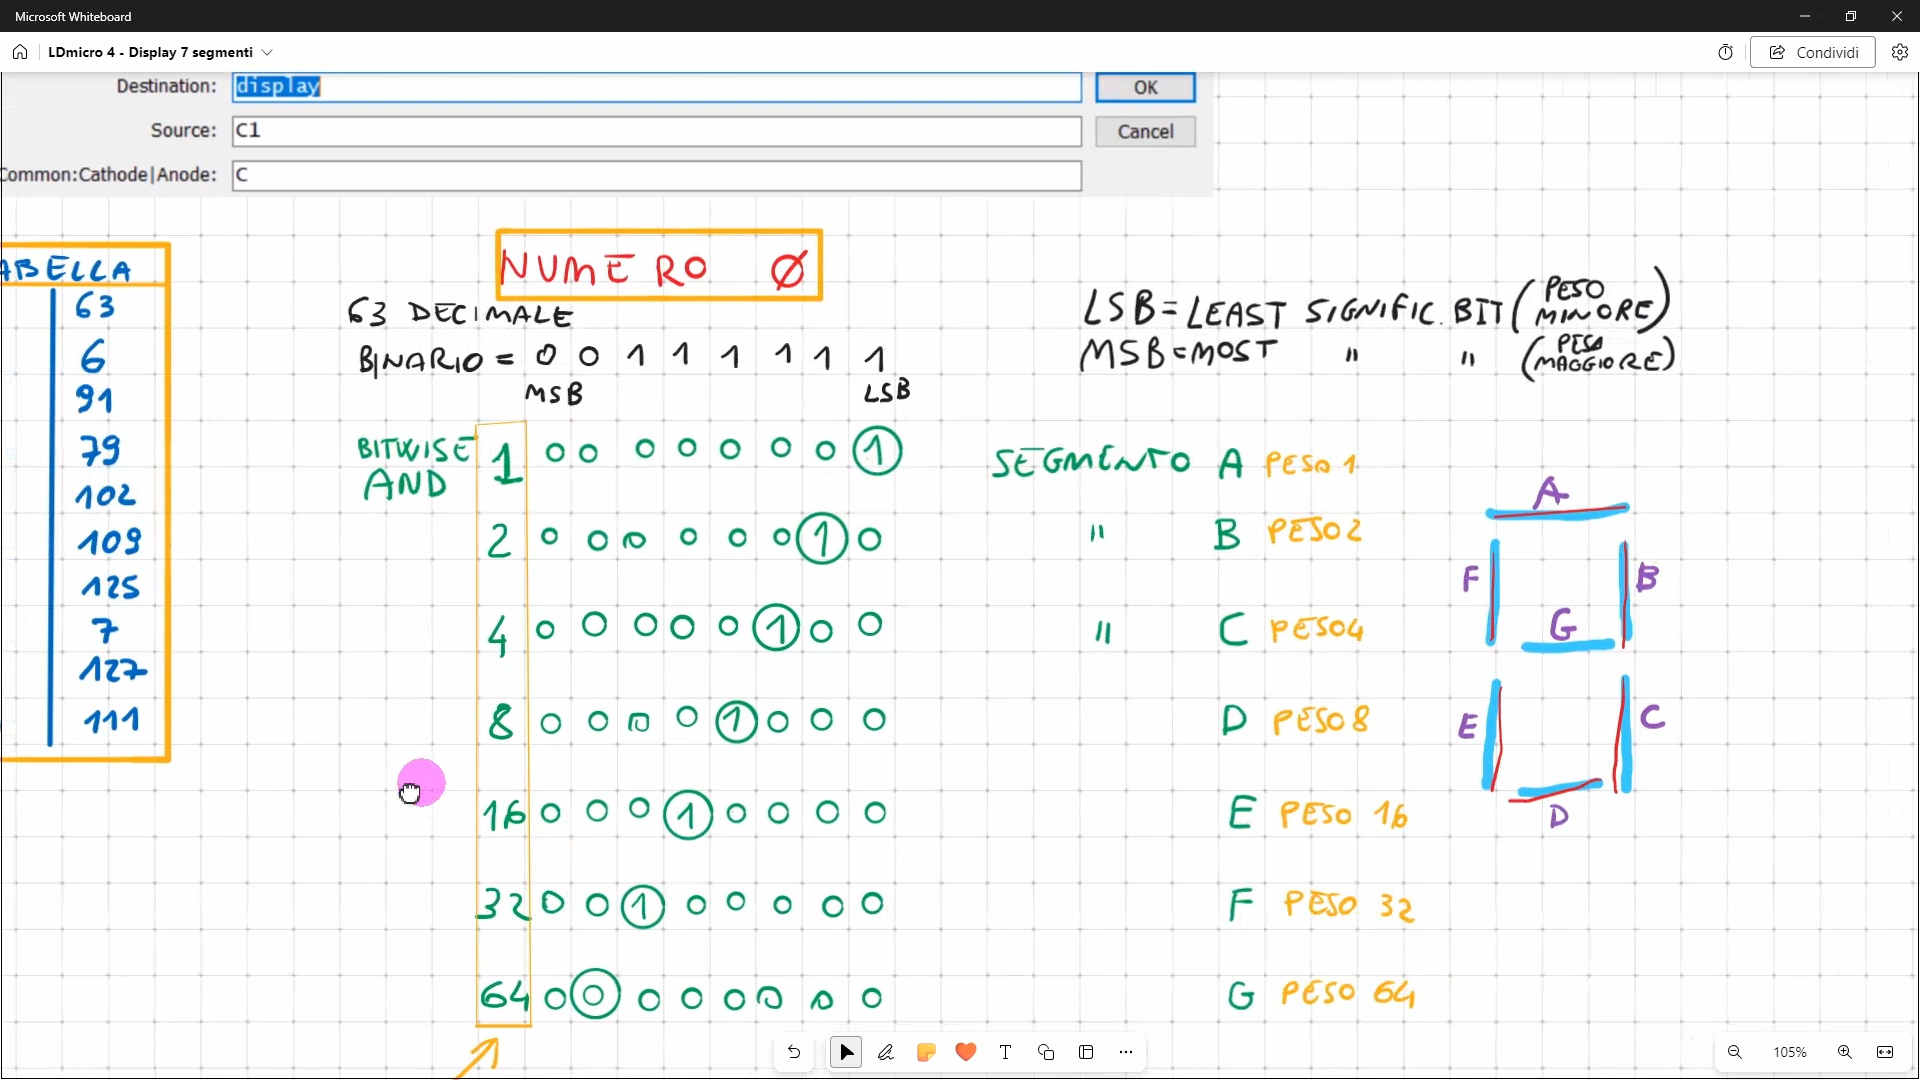 Microsoft Whiteboard
LDmicro 4 - Display 7 segmenti
Condividi
Destination: display OK
Source: C1 Cancel
Common:Cathode|Anode: C
NUMERO Ø
ABELLA
63
6
91
79
102
109
125
7
127
111
63 DECIMALE
BINARIO = 0 0 1 1 1 1 1 1
MSB LSB
LSB = LEAST SIGNIFIC. BIT (PESO MINORE)
MSB = MOST " " (PESO MAGGIORE)
BITWISE AND
1 0 0 0 0 0 0 0 1 SEGMENTO A PESO 1
2 0 0 0 0 0 0 1 0 " B PESO 2
4 0 0 0 0 0 1 0 0 " C PESO 4
8 0 0 0 0 1 0 0 0 D PESO 8
16 0 0 0 1 0 0 0 0 E PESO 16
32 0 0 1 0 0 0 0 0 F PESO 32
64 0 0 0 0 0 0 0 0 G PESO 64
A
F B
G
E C
D
T
105%